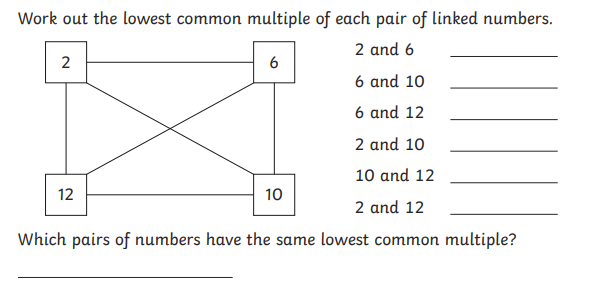 Work out the lowest common multiple of each pair of linked numbers.
2
6
12
10
2 and 6
6 and 10
6 and 12
2 and 10
10 and 12
2 and 12
Which pairs of numbers have the same lowest common multiple?